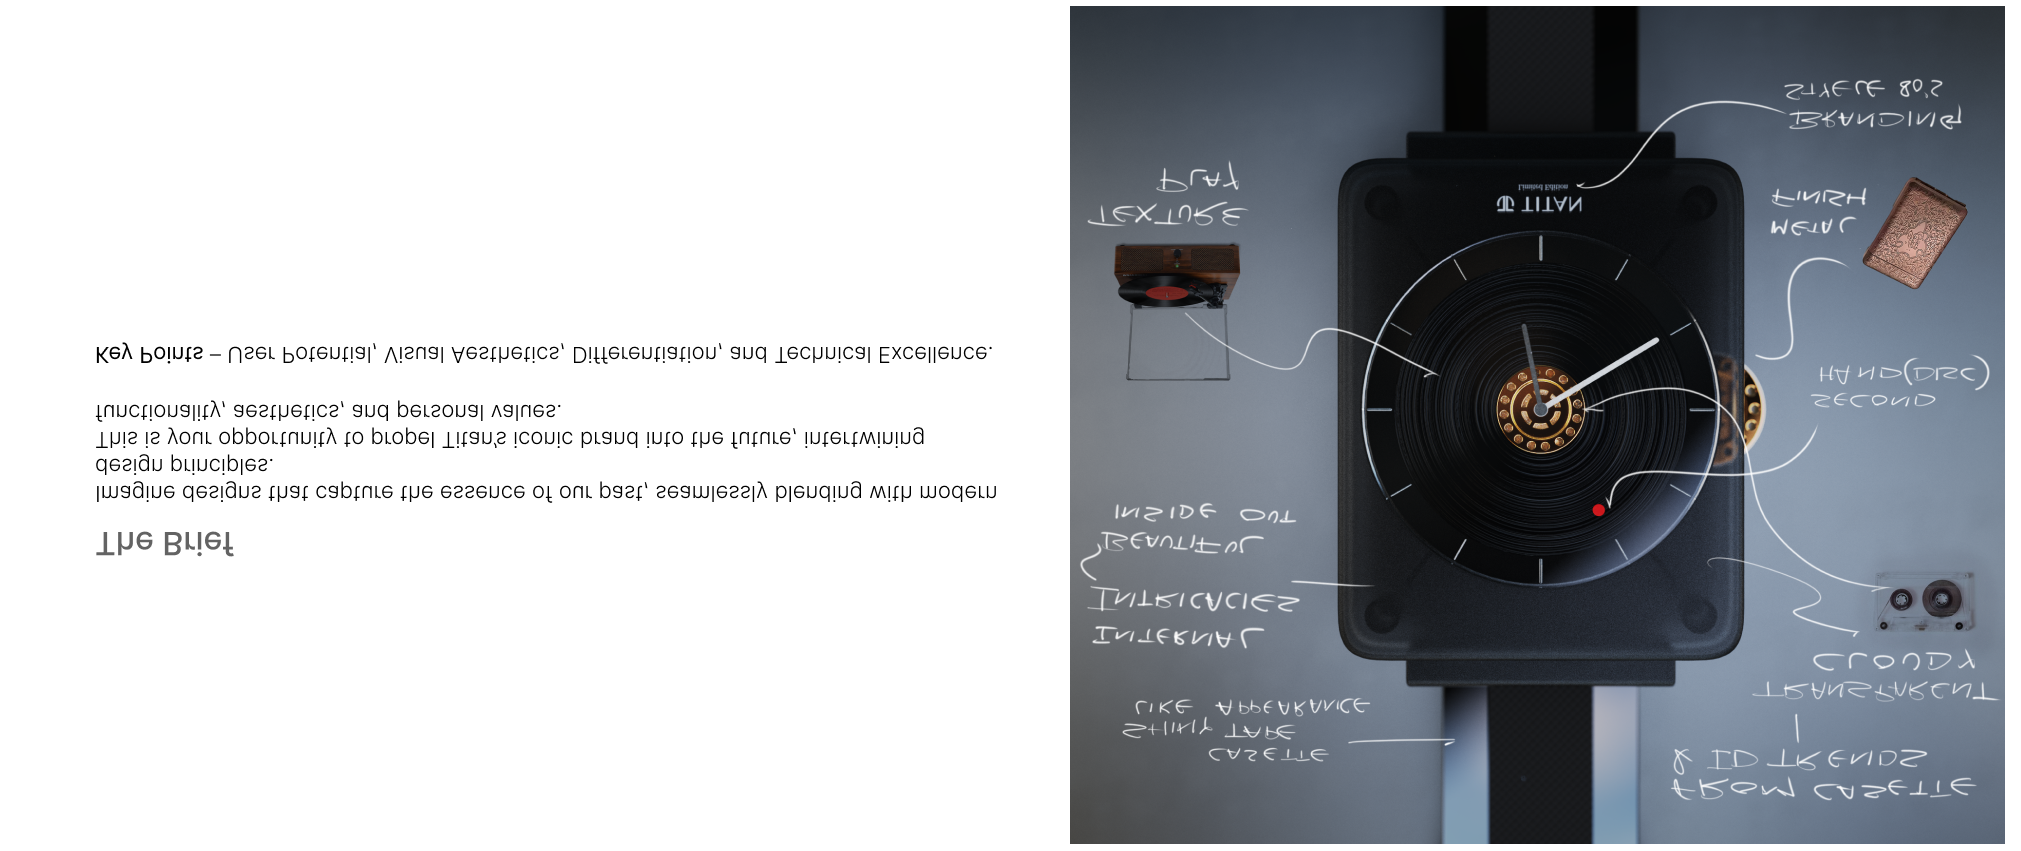 The Brief
Imagine designs that capture the essence of our past, seamlessly blending with modern
design principles.
This is your opportunity to propel Titan's iconic brand into the future, intertwining
functionality, aesthetics, and personal values.
Key Points – User Potential, Visual Aesthetics, Differentiation, and Technical Excellence.
CASETTE
SHINY TAPE
LIKE APPEARANCE
FROM CASETTE
& ID TRENDS
TRANSPARENT
CLOUDY
INTERNAL
INTRICACIES
BEAUTIFUL
INSIDE OUT
SECOND
HAND(DISC)
TEXTURE
PLAY
METAL
FINISH
TITAN
Limited Edition
BRANDING
STYLE 80's